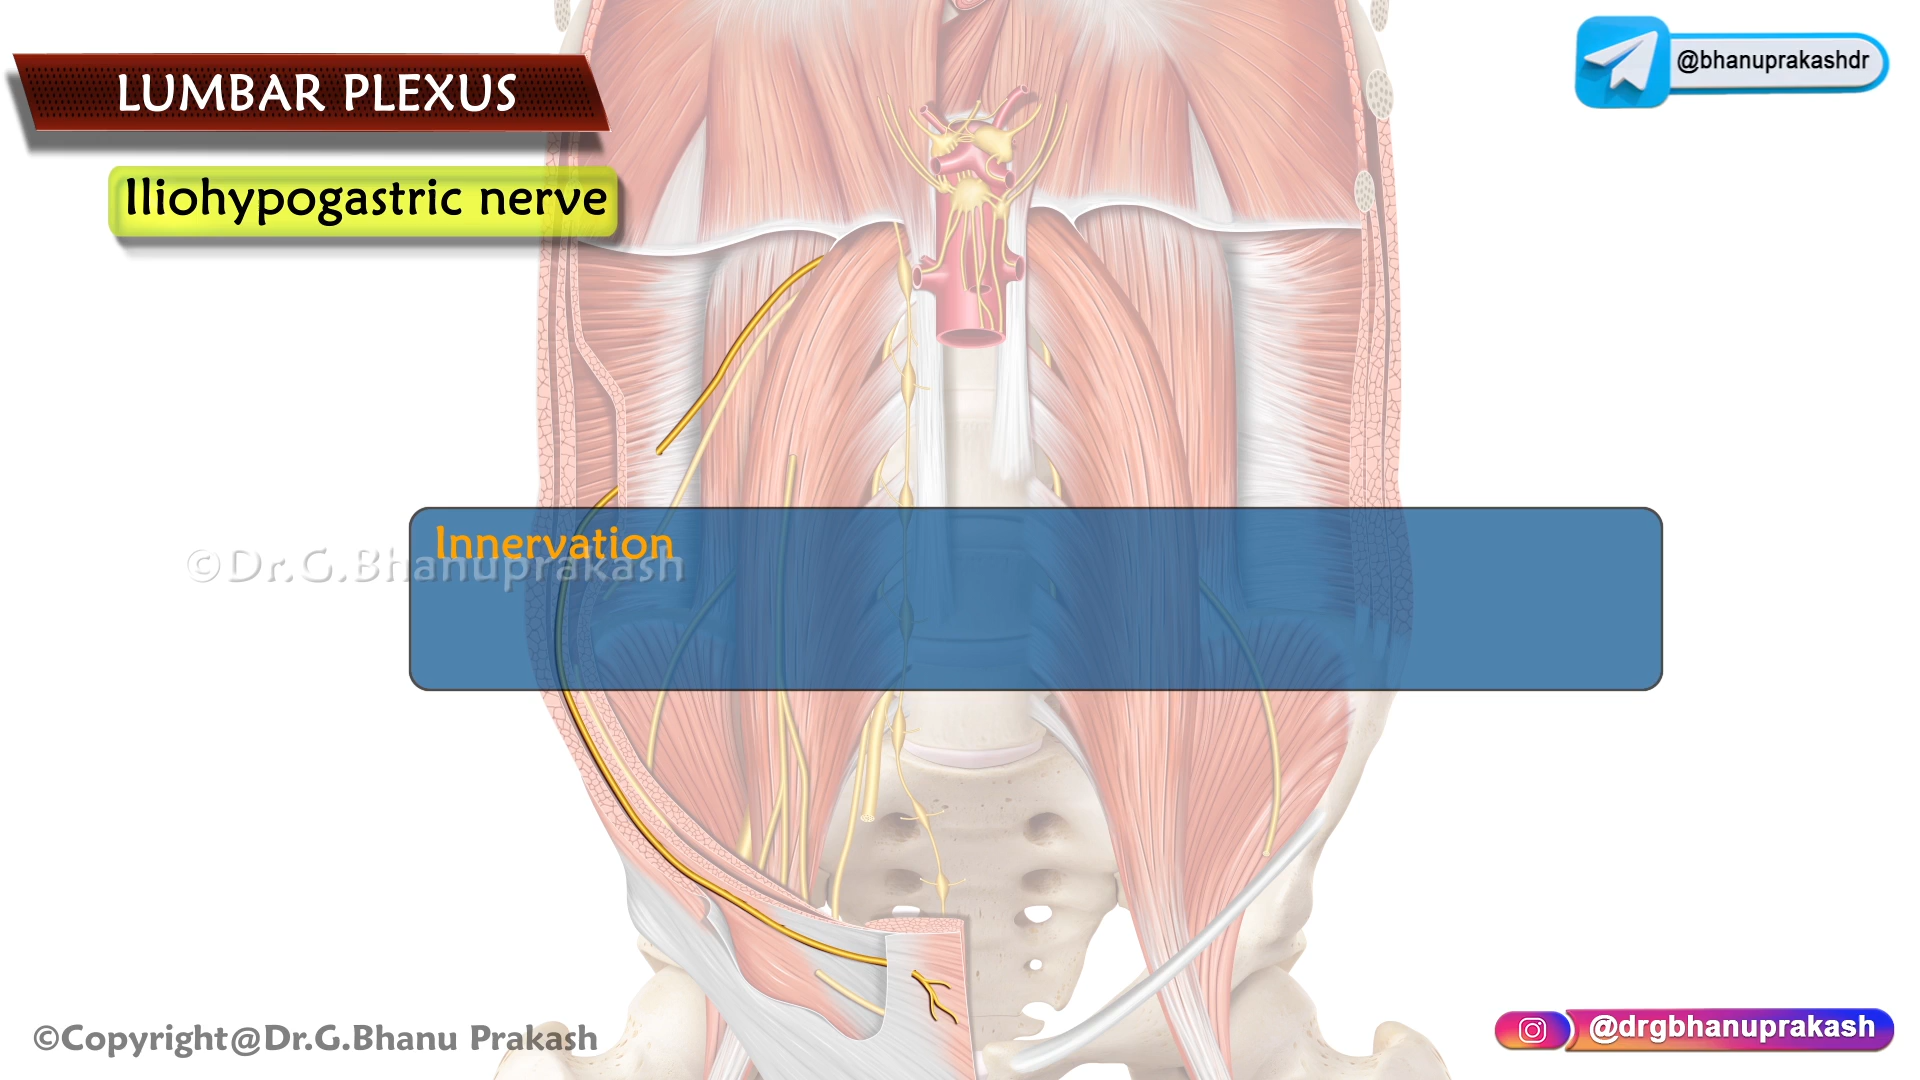 LUMBAR PLEXUS
@bhanuprakashdr
Iliohypogastric nerve
Innervation
©Dr.G.Bhanuprakash
©Copyright@Dr.G.Bhanu Prakash
@drgbhanuprakash